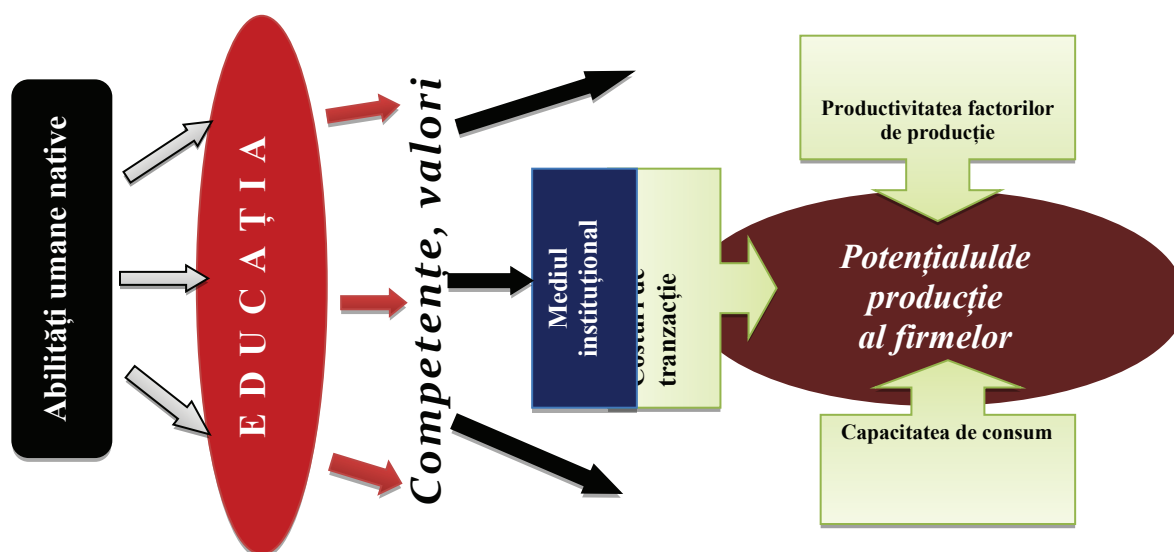 Abilități umane native
EDUCAȚIA
Competențe, valori
Mediul
instituțional
tranzacție
Productivitatea factorilor
de producție
Potențialulde
producție
al firmelor
Capacitatea de consum